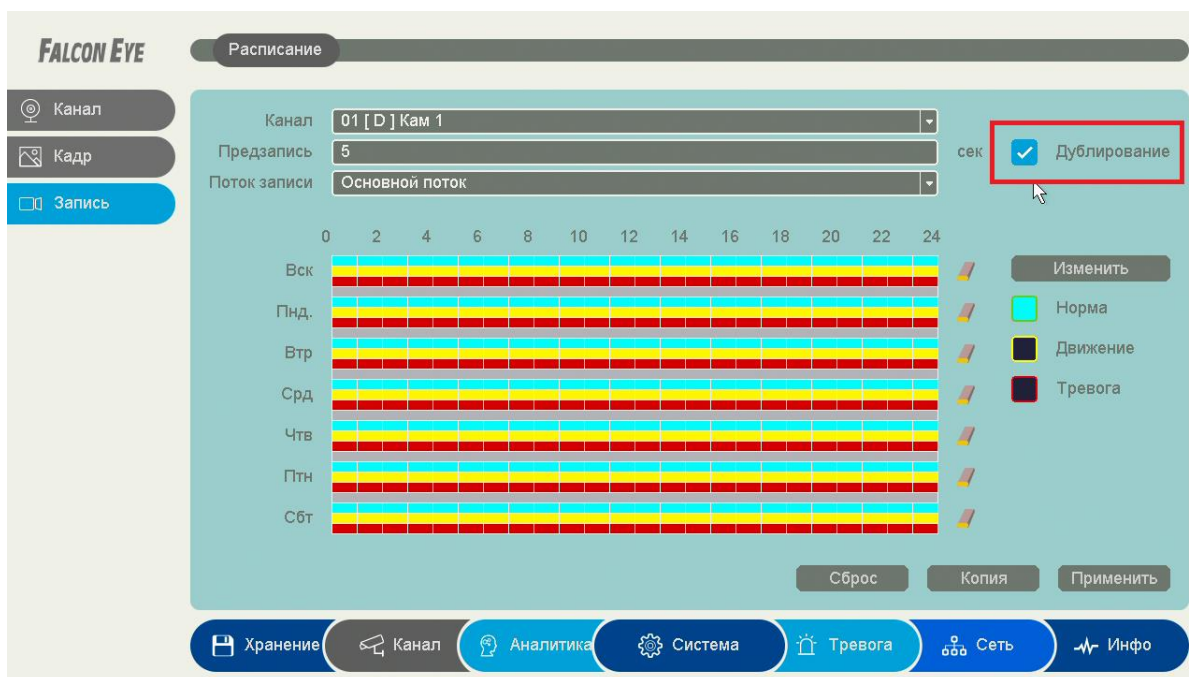 FALCON EYE
Расписание
Канал
Кадр
Запись
Канал 01 [ D ] Кам 1
Предзапись 5 сек Дублирование
Поток записи Основной поток
0 2 4 6 8 10 12 14 16 18 20 22 24
Вск Изменить
Пнд. Норма
Втр Движение
Срд Тревога
Чтв
Птн
Сбт
Сброс Копия Применить
Хранение Канал Аналитика Система Тревога Сеть Инфо